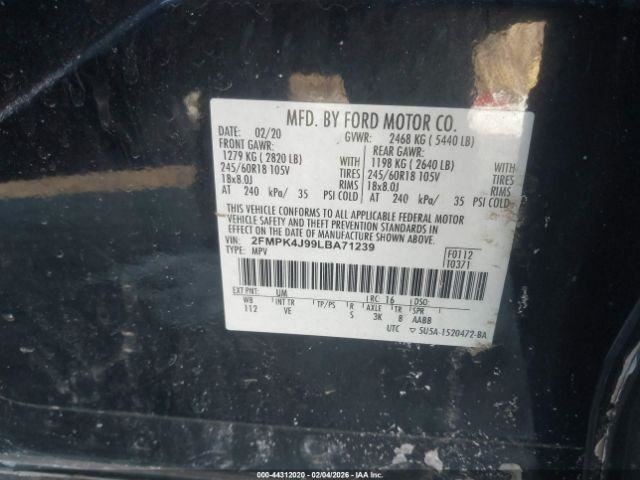 MFD. BY FORD MOTOR CO.
DATE: 02/20 GVWR: 2468 KG ( 5440 LB)
FRONT GAWR: REAR GAWR:
1279 KG ( 2820 LB) WITH 1198 KG ( 2640 LB) WITH
245/60R18 105V TIRES 245/60R18 105V TIRES
18x8.0J RIMS 18x8.0J RIMS
AT 240 kPa/ 35 PSI COLD AT 240 kPa/ 35 PSI COLD
THIS VEHICLE CONFORMS TO ALL APPLICABLE FEDERAL MOTOR
VEHICLE SAFETY AND THEFT PREVENTION STANDARDS IN
EFFECT ON THE DATE OF MANUFACTURE SHOWN ABOVE.
VIN: 2FMPK4J99LBA71239 F0112
TYPE: MPV T0371
EXT PNT: UM RC: 16 DSO:
WB INT TR TP/PS R AXLE TR SPR
112 VE S 3K 8 AABB
UTC ▽ 5U5A-1520472-BA
000-44312020 - 02/04/2026 - IAAI.COM